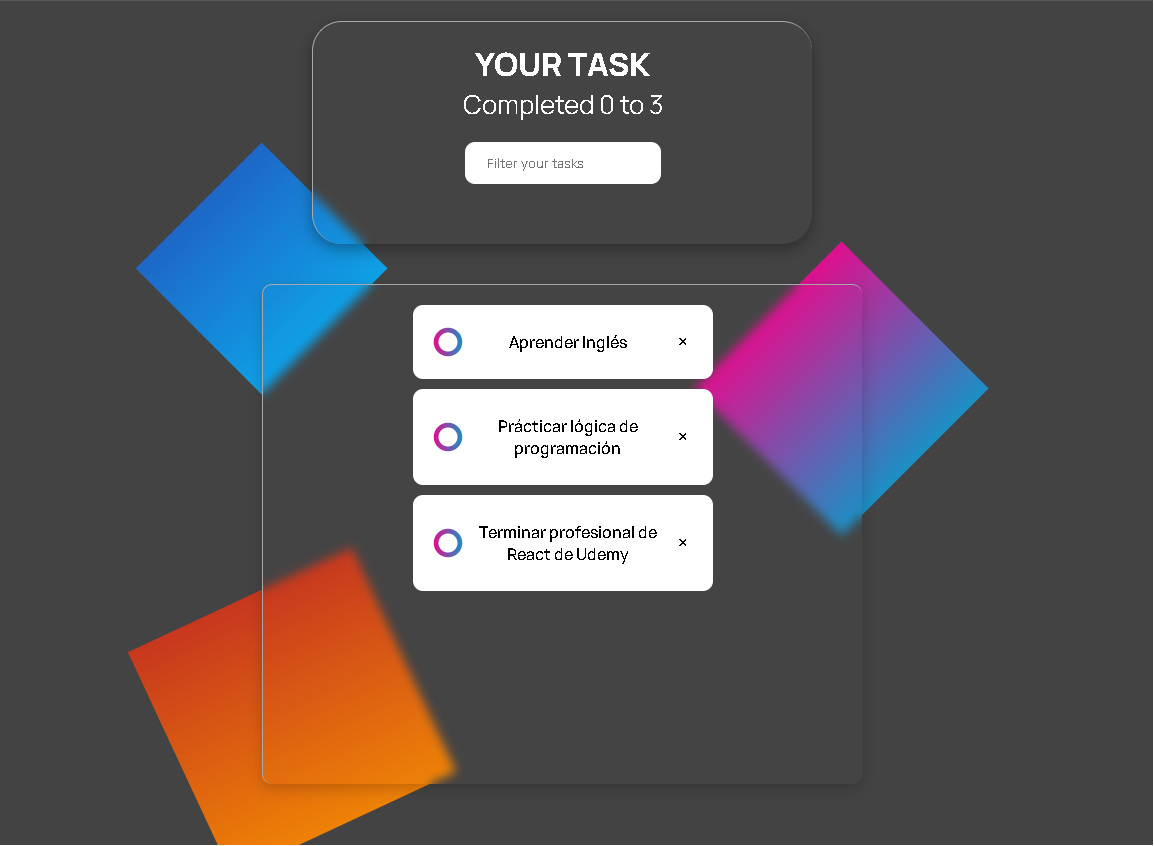 YOUR TASK
Completed 0 to 3
Filter your tasks
Aprender Inglés ×
Prácticar lógica de
programación ×
Terminar profesional de
React de Udemy ×